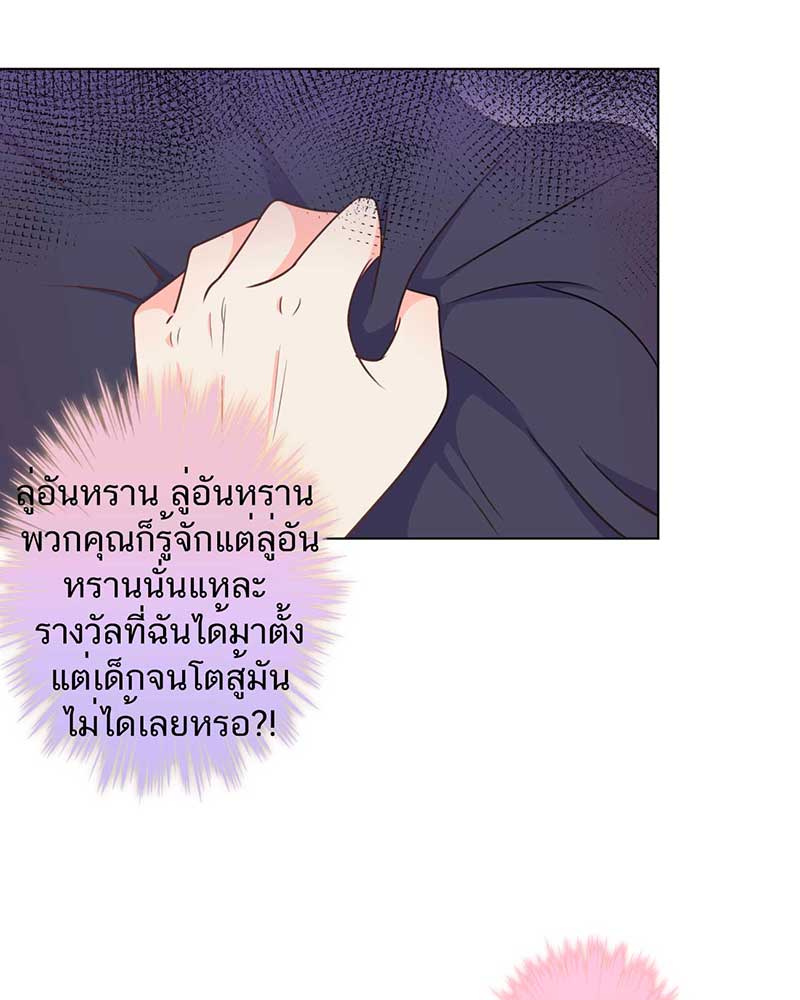 ลู่อันหราน ลู่อันหราน
พวกคุณก็รู้จักแต่ลู่อัน
หรานนั่นแหละ
รางวัลที่ฉันได้มาตั้ง
แต่เด็กจนโตสู้มัน
ไม่ได้เลยหรอ?!